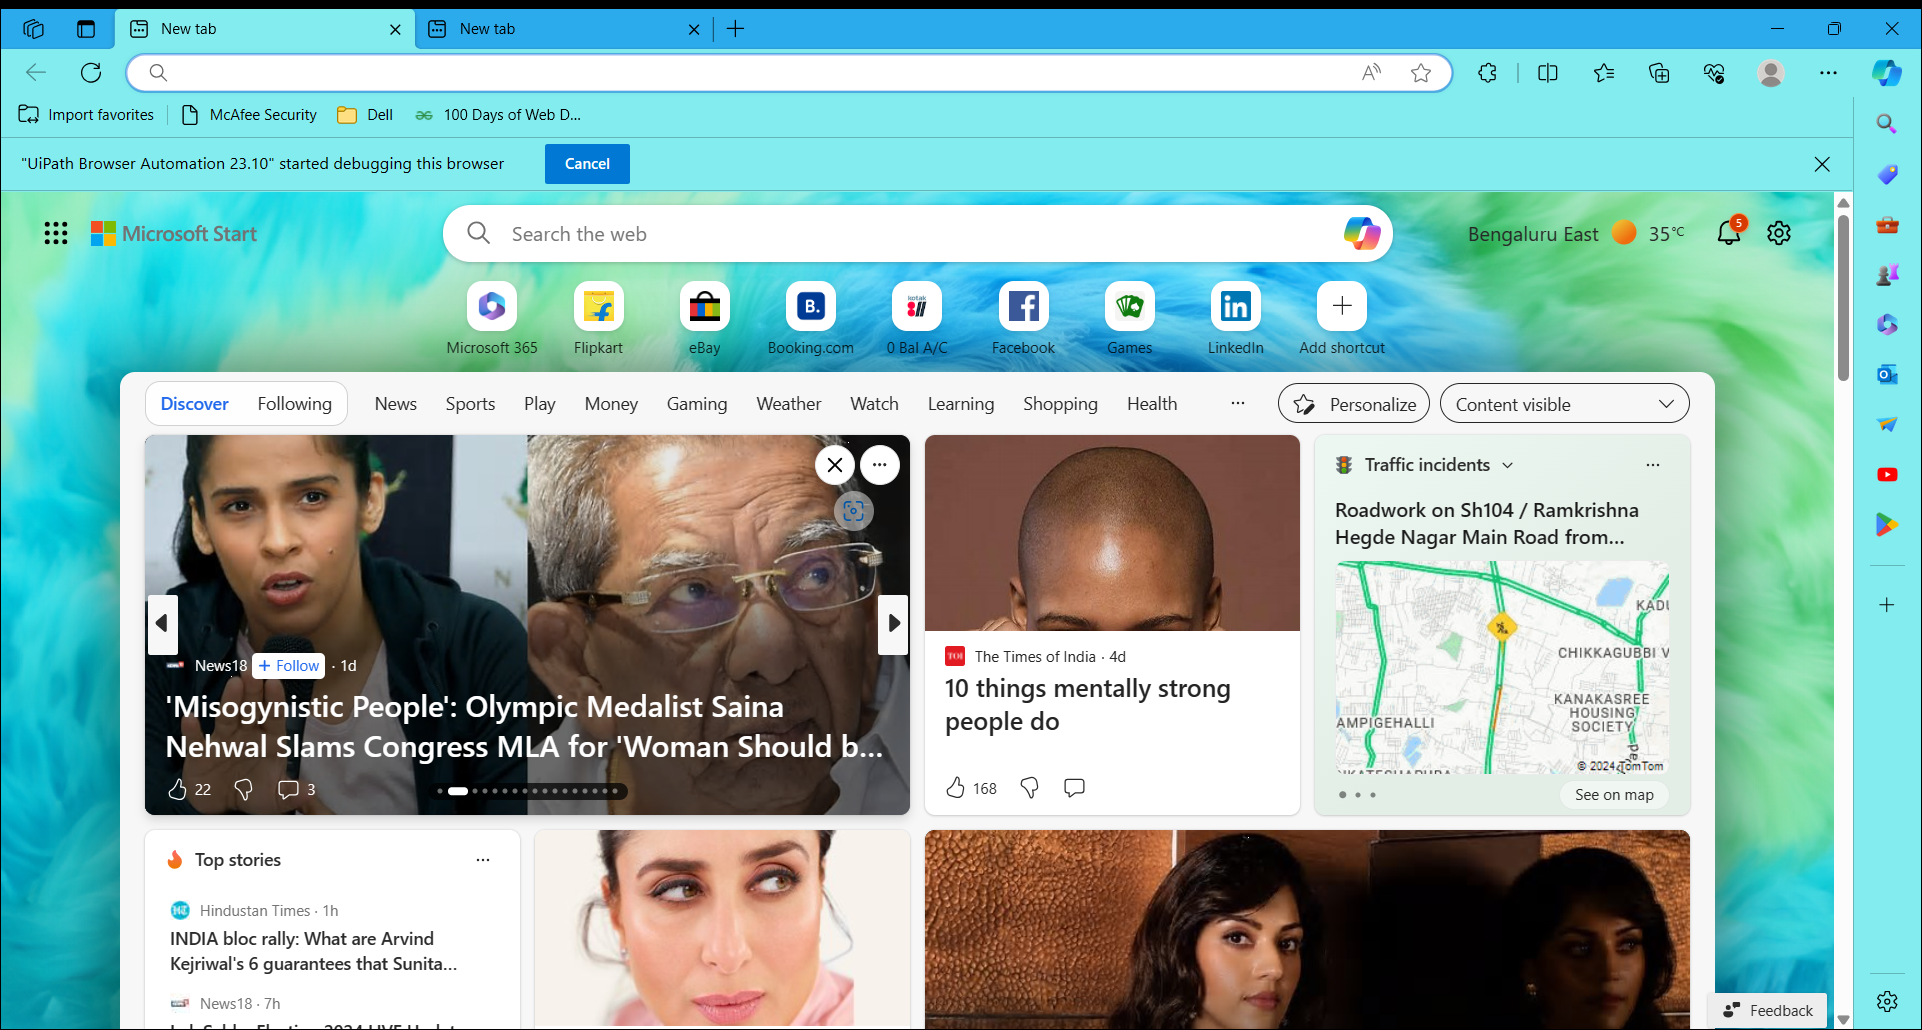 New tab
New tab
Import favorites
McAfee Security
Dell
100 Days of Web D...
"UiPath Browser Automation 23.10" started debugging this browser
Cancel
Microsoft Start
Search the web
Bengaluru East
35°C
5
Microsoft 365
Flipkart
eBay
Booking.com
0 Bal A/C
Facebook
Games
LinkedIn
Add shortcut
Discover
Following
News
Sports
Play
Money
Gaming
Weather
Watch
Learning
Shopping
Health
Personalize
Content visible
News18
+ Follow
· 1d
'Misogynistic People': Olympic Medalist Saina
Nehwal Slams Congress MLA for 'Woman Should b...
22
3
The Times of India · 4d
10 things mentally strong
people do
168
Traffic incidents
Roadwork on Sh104 / Ramkrishna
Hegde Nagar Main Road from...
KADU
CHIKKAGUBBI V
KANAKASREE
HOUSING
SOCIETY
AMPIGEHALLI
© 2024 TomTom
See on map
Top stories
Hindustan Times · 1h
INDIA bloc rally: What are Arvind
Kejriwal's 6 guarantees that Sunita...
News18 · 7h
Feedback